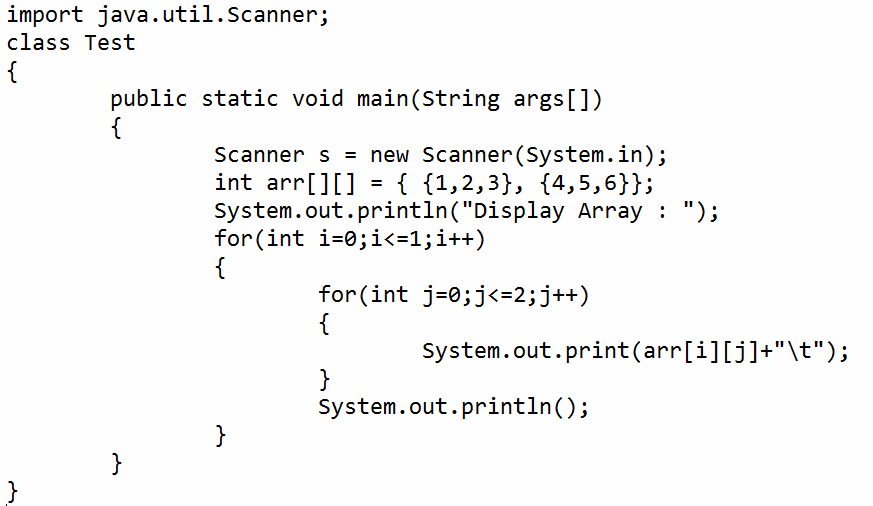 import java.util.Scanner;
class Test
{
        public static void main(String args[])
        {
                Scanner s = new Scanner(System.in);
                int arr[][] = { {1,2,3}, {4,5,6}};
                System.out.println("Display Array : ");
                for(int i=0;i<=1;i++)
                {
                        for(int j=0;j<=2;j++)
                        {
                                System.out.print(arr[i][j]+"\t");
                        }
                        System.out.println();
                }
        }
}